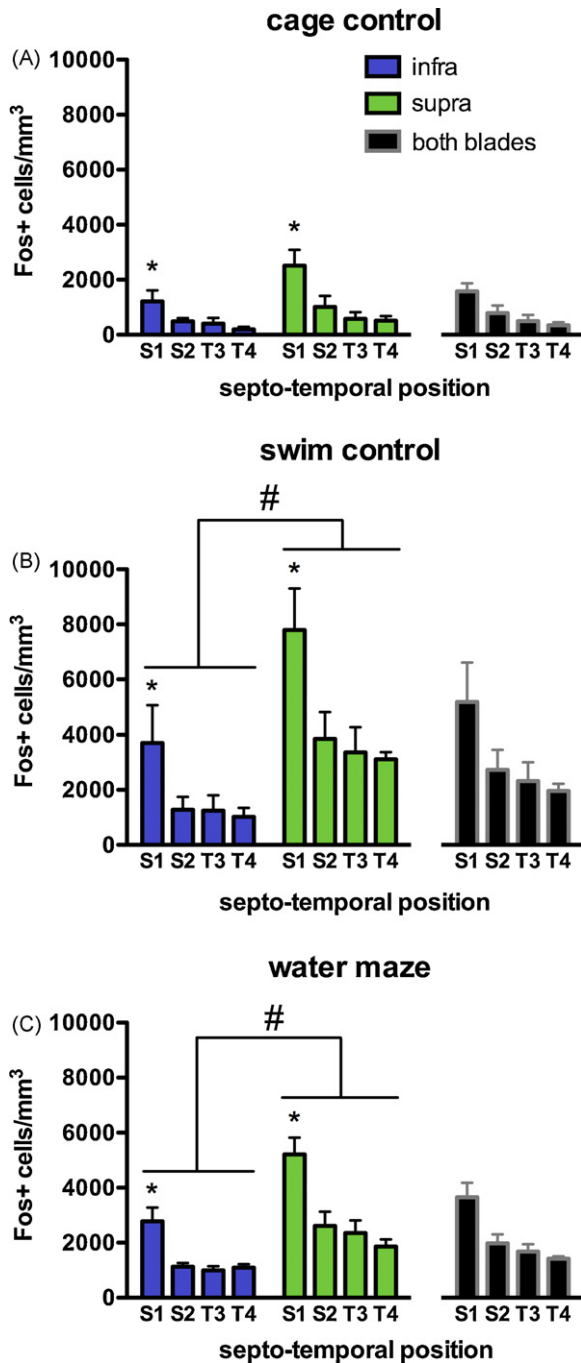 cage control
(A)
infra
supra
both blades
Fos+ cells/mm³
10000
8000
6000
4000
2000
0
* *
S1 S2 T3 T4 S1 S2 T3 T4 S1 S2 T3 T4
septo-temporal position
swim control
#
(B)
Fos+ cells/mm³
10000
8000
6000
4000
2000
0
* *
S1 S2 T3 T4 S1 S2 T3 T4 S1 S2 T3 T4
septo-temporal position
water maze
#
(C)
Fos+ cells/mm³
10000
8000
6000
4000
2000
0
* *
S1 S2 T3 T4 S1 S2 T3 T4 S1 S2 T3 T4
septo-temporal position